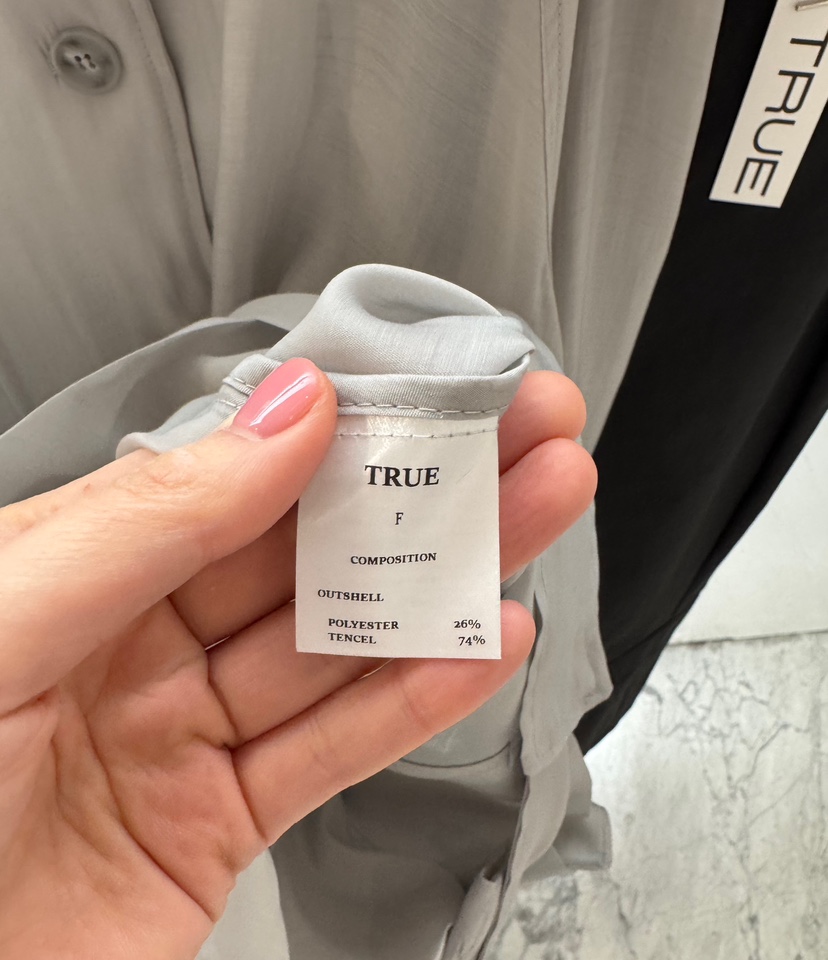 TRUE
TRUE
F
COMPOSITION
OUTSHELL
POLYESTER 26%
TENCEL 74%